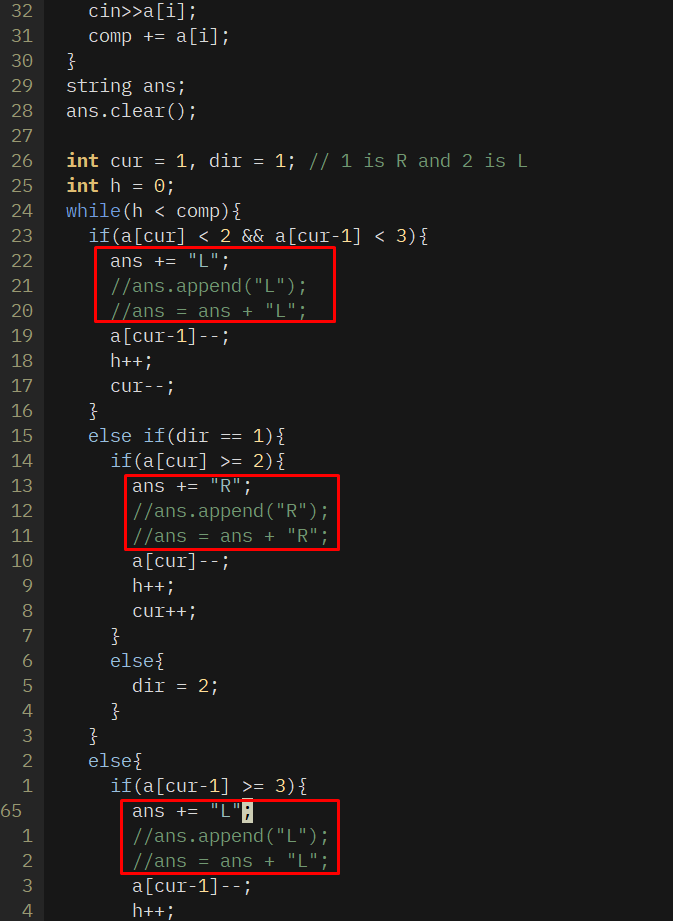 32 cin>>a[i];
31 comp += a[i];
30 }
29 string ans;
28 ans.clear();
27
26 int cur = 1, dir = 1; // 1 is R and 2 is L
25 int h = 0;
24 while(h < comp){
23 if(a[cur] < 2 && a[cur-1] < 3){
22 ans += "L";
21 //ans.append("L");
20 //ans = ans + "L";
19 a[cur-1]--;
18 h++;
17 cur--;
16 }
15 else if(dir == 1){
14 if(a[cur] >= 2){
13 ans += "R";
12 //ans.append("R");
11 //ans = ans + "R";
10 a[cur]--;
9 h++;
8 cur++;
7 }
6 else{
5 dir = 2;
4 }
3 }
2 else{
1 if(a[cur-1] >= 3){
65 ans += "L";
1 //ans.append("L");
2 //ans = ans + "L";
3 a[cur-1]--;
4 h++;